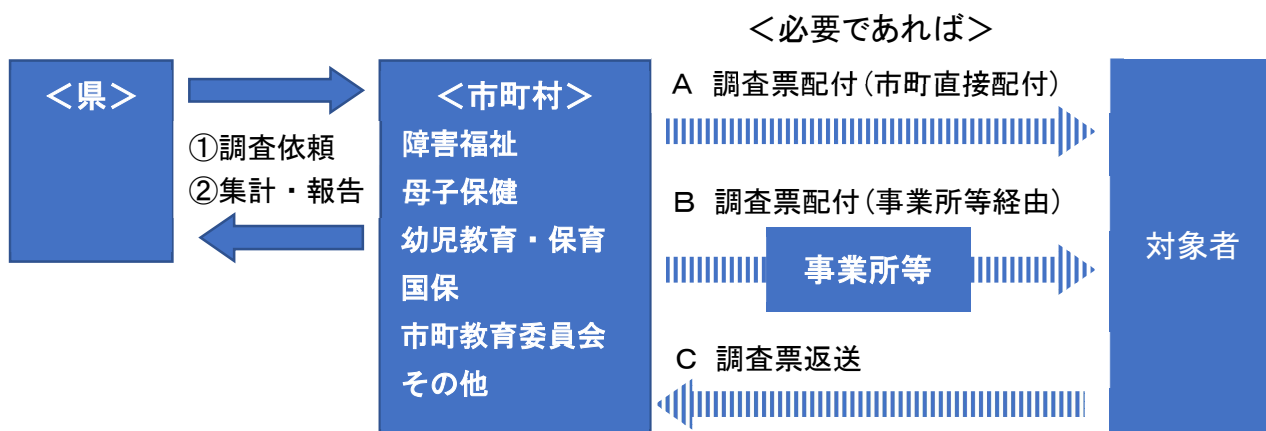 ＜必要であれば＞
＜県＞
①調査依頼
②集計・報告
＜市町村＞
障害福祉
母子保健
幼児教育・保育
国保
市町教育委員会
その他
Ａ 調査票配付（市町直接配付）
Ｂ 調査票配付（事業所等経由）
事業所等
Ｃ 調査票返送
対象者